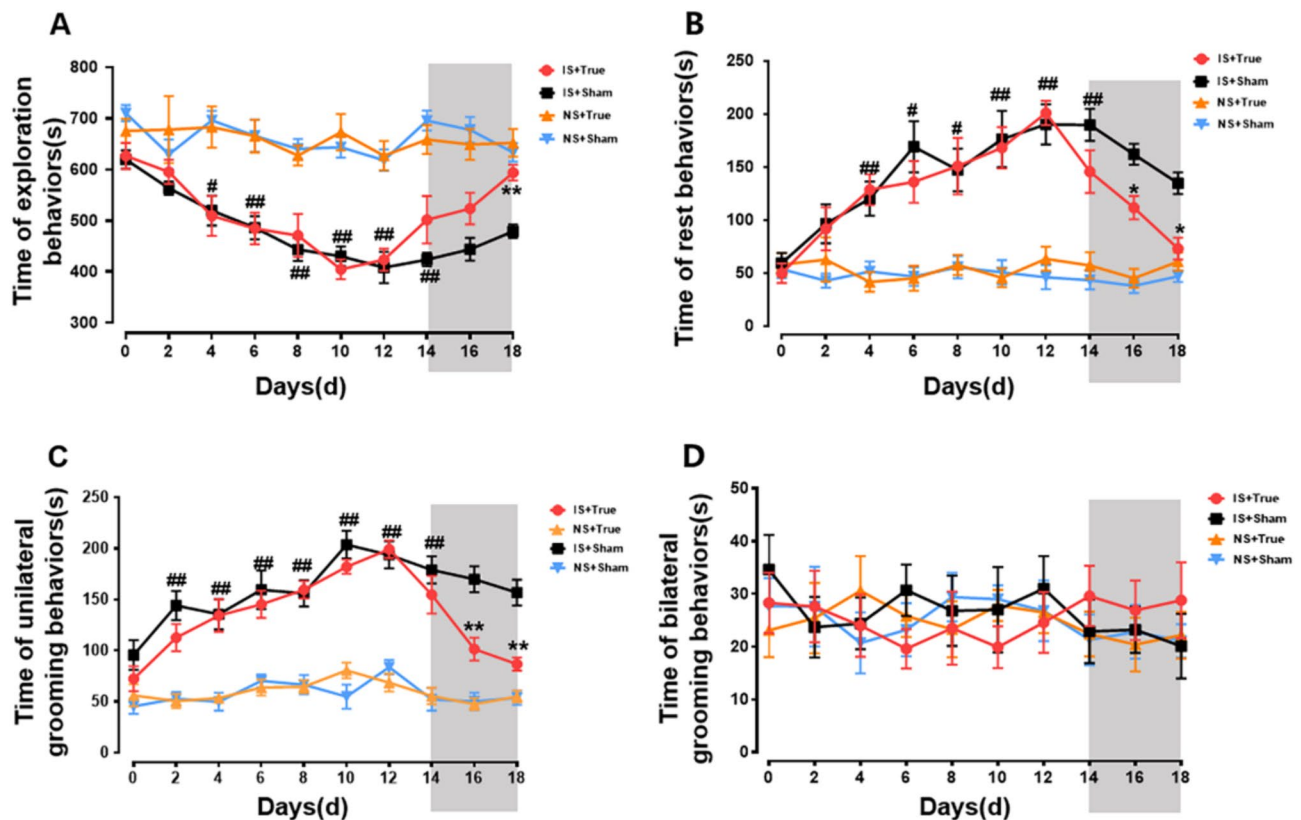 A
Time of exploration
behaviors(s)
800
700
600
500
400
300
0 2 4 6 8 10 12 14 16 18
Days(d)
IS+True
IS+Sham
NS+True
NS+Sham
# ## ## ## ## ## **
B
Time of rest behaviors(s)
250
200
150
100
50
0
0 2 4 6 8 10 12 14 16 18
Days(d)
IS+True
IS+Sham
NS+True
NS+Sham
## # # ## ## ## * *
C
Time of unilateral
grooming behaviors(s)
250
200
150
100
50
0
0 2 4 6 8 10 12 14 16 18
Days(d)
IS+True
NS+True
IS+Sham
NS+Sham
## ## ## ## ## ## ## ** **
D
Time of bilateral
grooming behaviors(s)
50
40
30
20
10
0
0 2 4 6 8 10 12 14 16 18
Days(d)
IS+True
IS+Sham
NS+True
NS+Sham